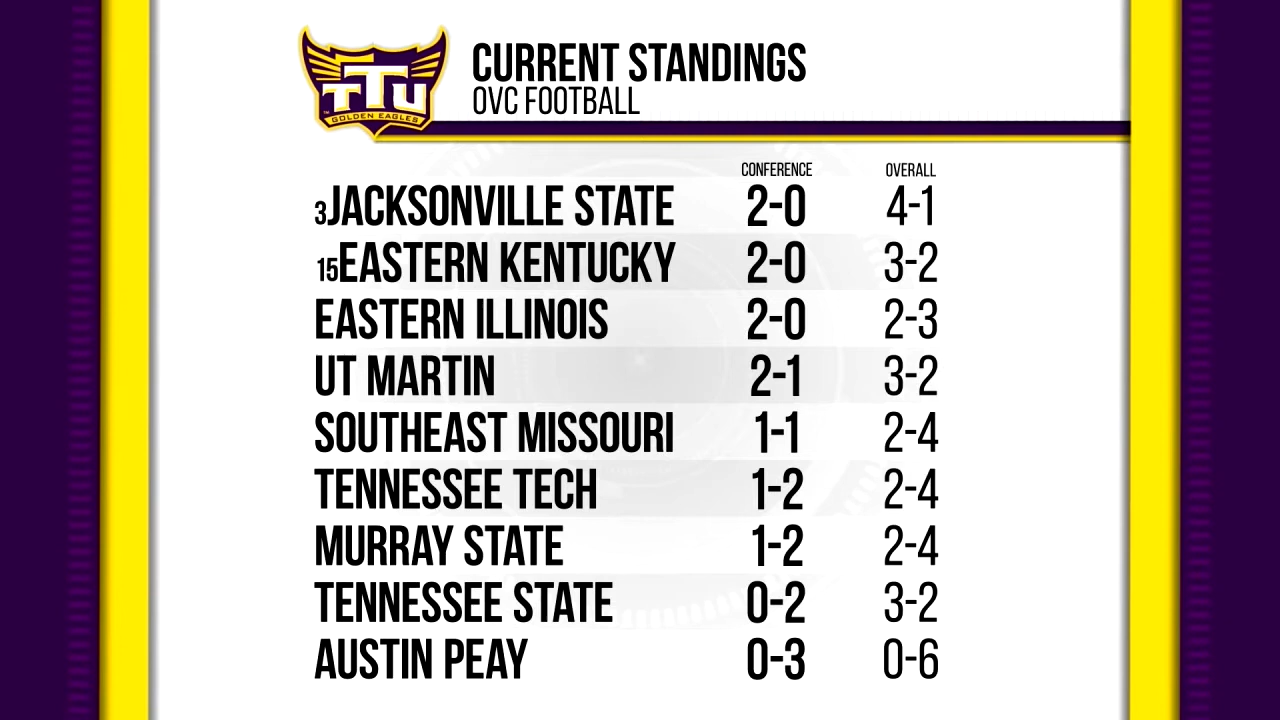 TTU
GOLDEN EAGLES
CURRENT STANDINGS
OVC FOOTBALL
CONFERENCE OVERALL
3JACKSONVILLE STATE 2-0 4-1
15EASTERN KENTUCKY 2-0 3-2
EASTERN ILLINOIS 2-0 2-3
UT MARTIN 2-1 3-2
SOUTHEAST MISSOURI 1-1 2-4
TENNESSEE TECH 1-2 2-4
MURRAY STATE 1-2 2-4
TENNESSEE STATE 0-2 3-2
AUSTIN PEAY 0-3 0-6